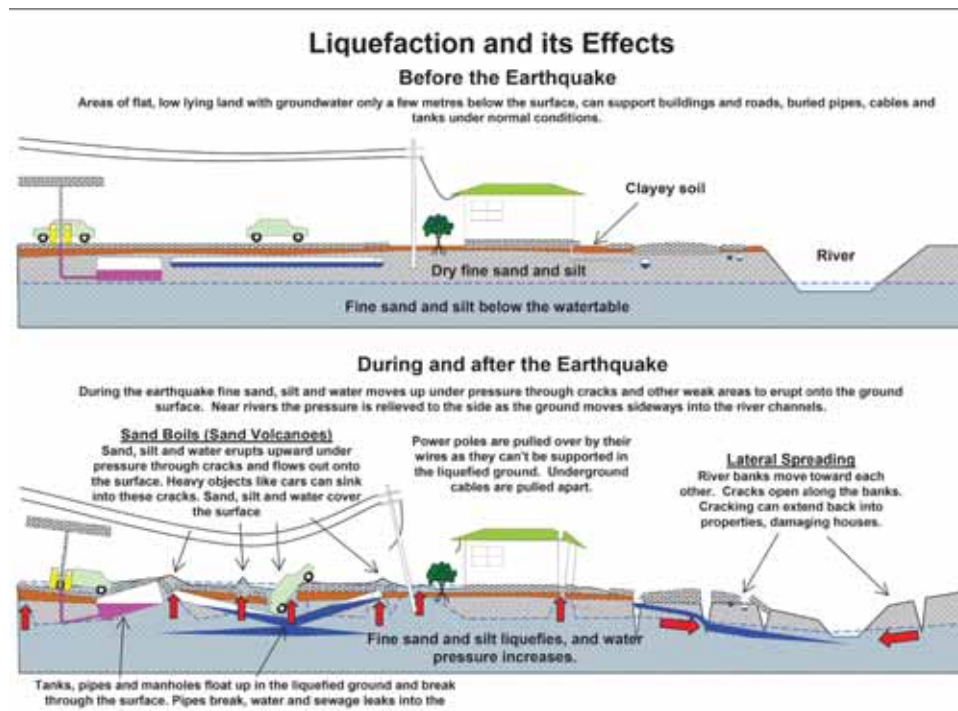 Liquefaction and its Effects
Before the Earthquake
Areas of flat, low lying land with groundwater only a few metres below the surface, can support buildings and roads, buried pipes, cables and
tanks under normal conditions.
Clayey soil
River
Dry fine sand and silt
Fine sand and silt below the watertable
During and after the Earthquake
During the earthquake fine sand, silt and water moves up under pressure through cracks and other weak areas to erupt onto the ground
surface. Near rivers the pressure is relieved to the side as the ground moves sideways into the river channels.
Sand Boils (Sand Volcanoes)
Sand, silt and water erupts upward under
pressure through cracks and flows out onto
the surface. Heavy objects like cars can sink
into these cracks. Sand, silt and water cover
the surface
Power poles are pulled over by their
wires as they can't be supported in
the liquefied ground. Underground
cables are pulled apart.
Lateral Spreading
River banks move toward each
other. Cracks open along the banks.
Cracking can extend back into
properties, damaging houses.
Fine sand and silt liquefies, and water
pressure increases.
Tanks, pipes and manholes float up in the liquefied ground and break
through the surface. Pipes break, water and sewage leaks into the